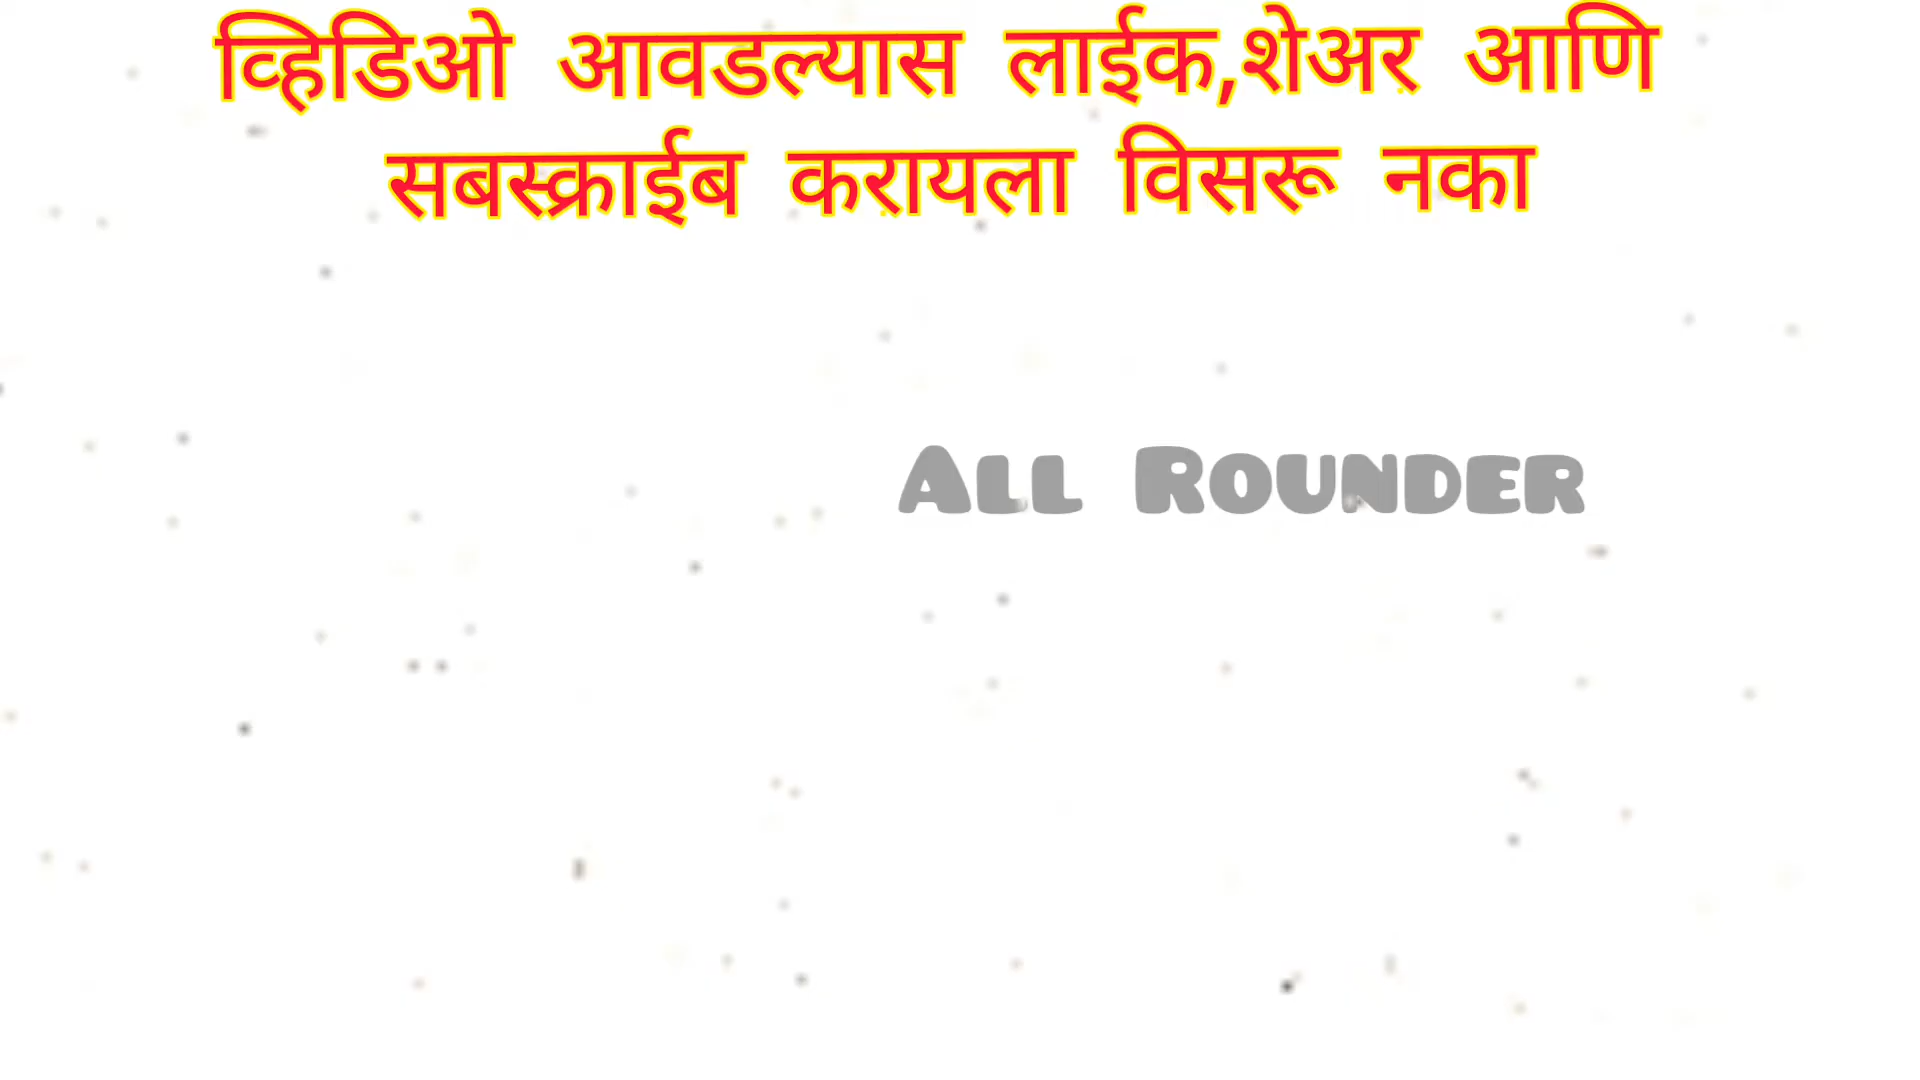 व्हिडिओ आवडल्यास लाईक,शेअर आणि
सबस्क्राईब करायला विसरू नका
All Rounder